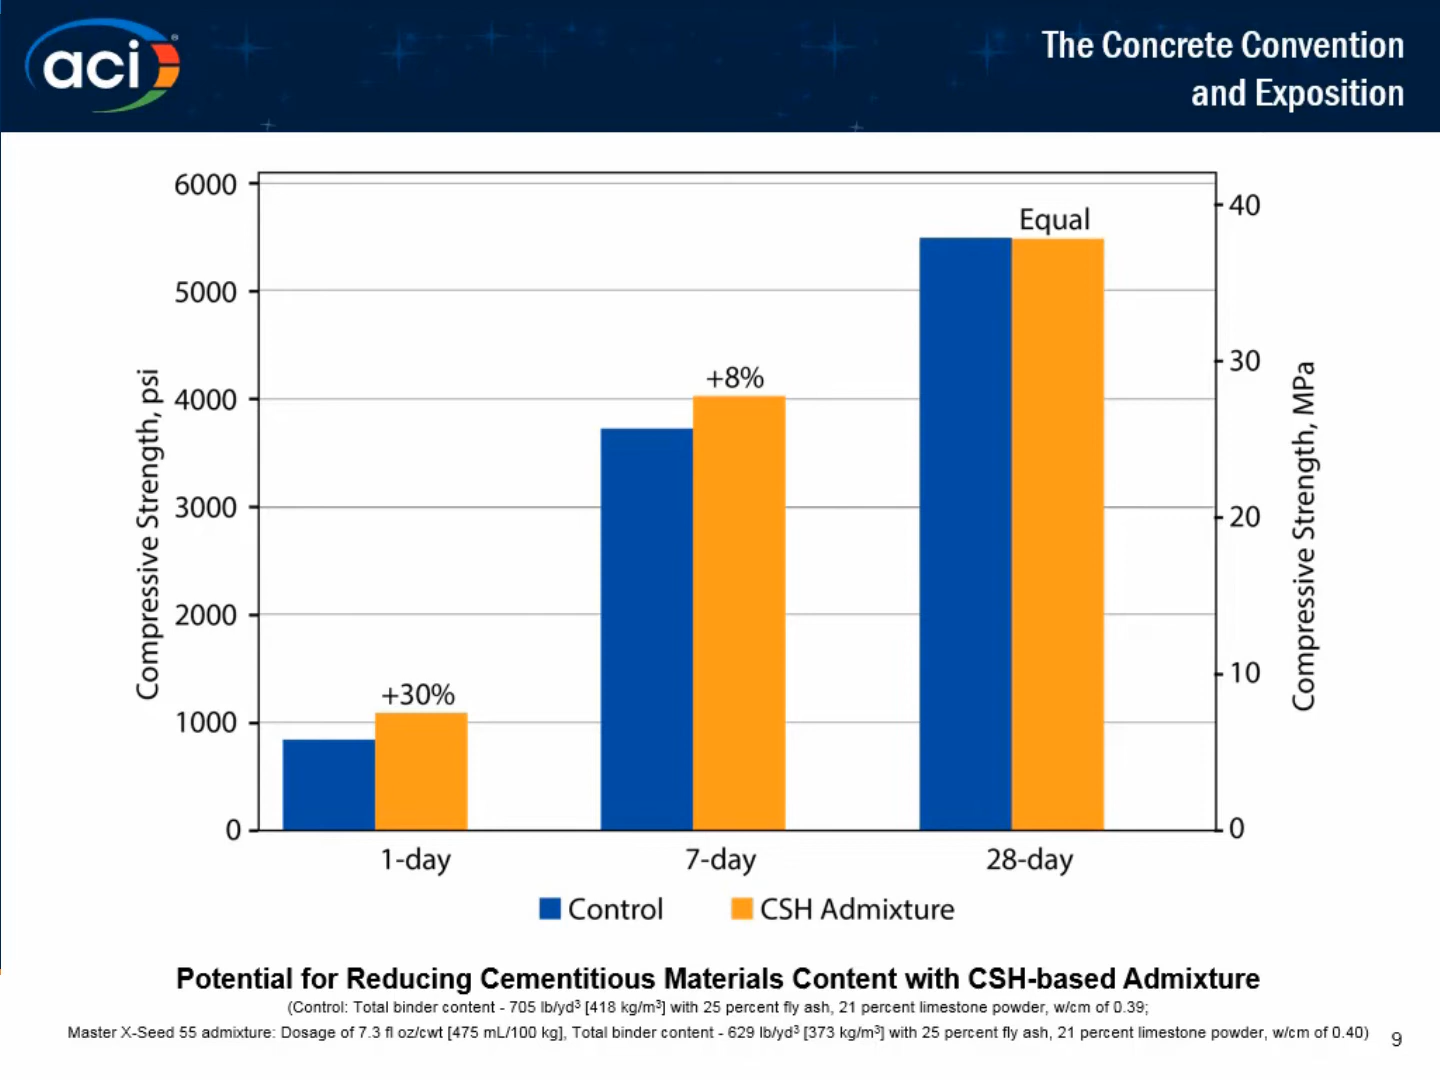 aci®
The Concrete Convention
and Exposition
6000
5000
4000
3000
2000
1000
0
Compressive Strength, psi
40
30
20
10
0
Compressive Strength, MPa
+30%
+8%
Equal
1-day
7-day
28-day
Control
CSH Admixture
Potential for Reducing Cementitious Materials Content with CSH-based Admixture
(Control: Total binder content - 705 lb/yd³ [418 kg/m³] with 25 percent fly ash, 21 percent limestone powder, w/cm of 0.39;
Master X-Seed 55 admixture: Dosage of 7.3 fl oz/cwt [475 mL/100 kg], Total binder content - 629 lb/yd³ [373 kg/m³] with 25 percent fly ash, 21 percent limestone powder, w/cm of 0.40)
9